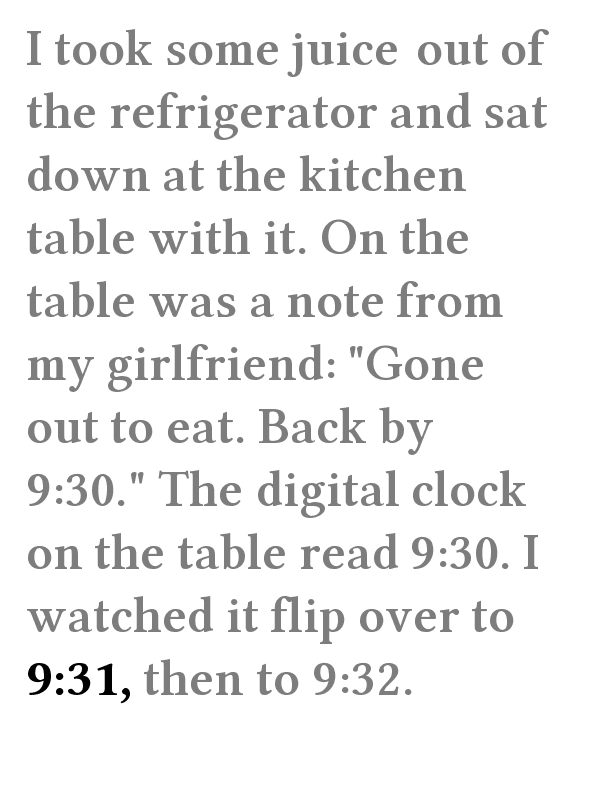 I took some juice out of
the refrigerator and sat
down at the kitchen
table with it. On the
table was a note from
my girlfriend: "Gone
out to eat. Back by
9:30." The digital clock
on the table read 9:30. I
watched it flip over to
9:31, then to 9:32.